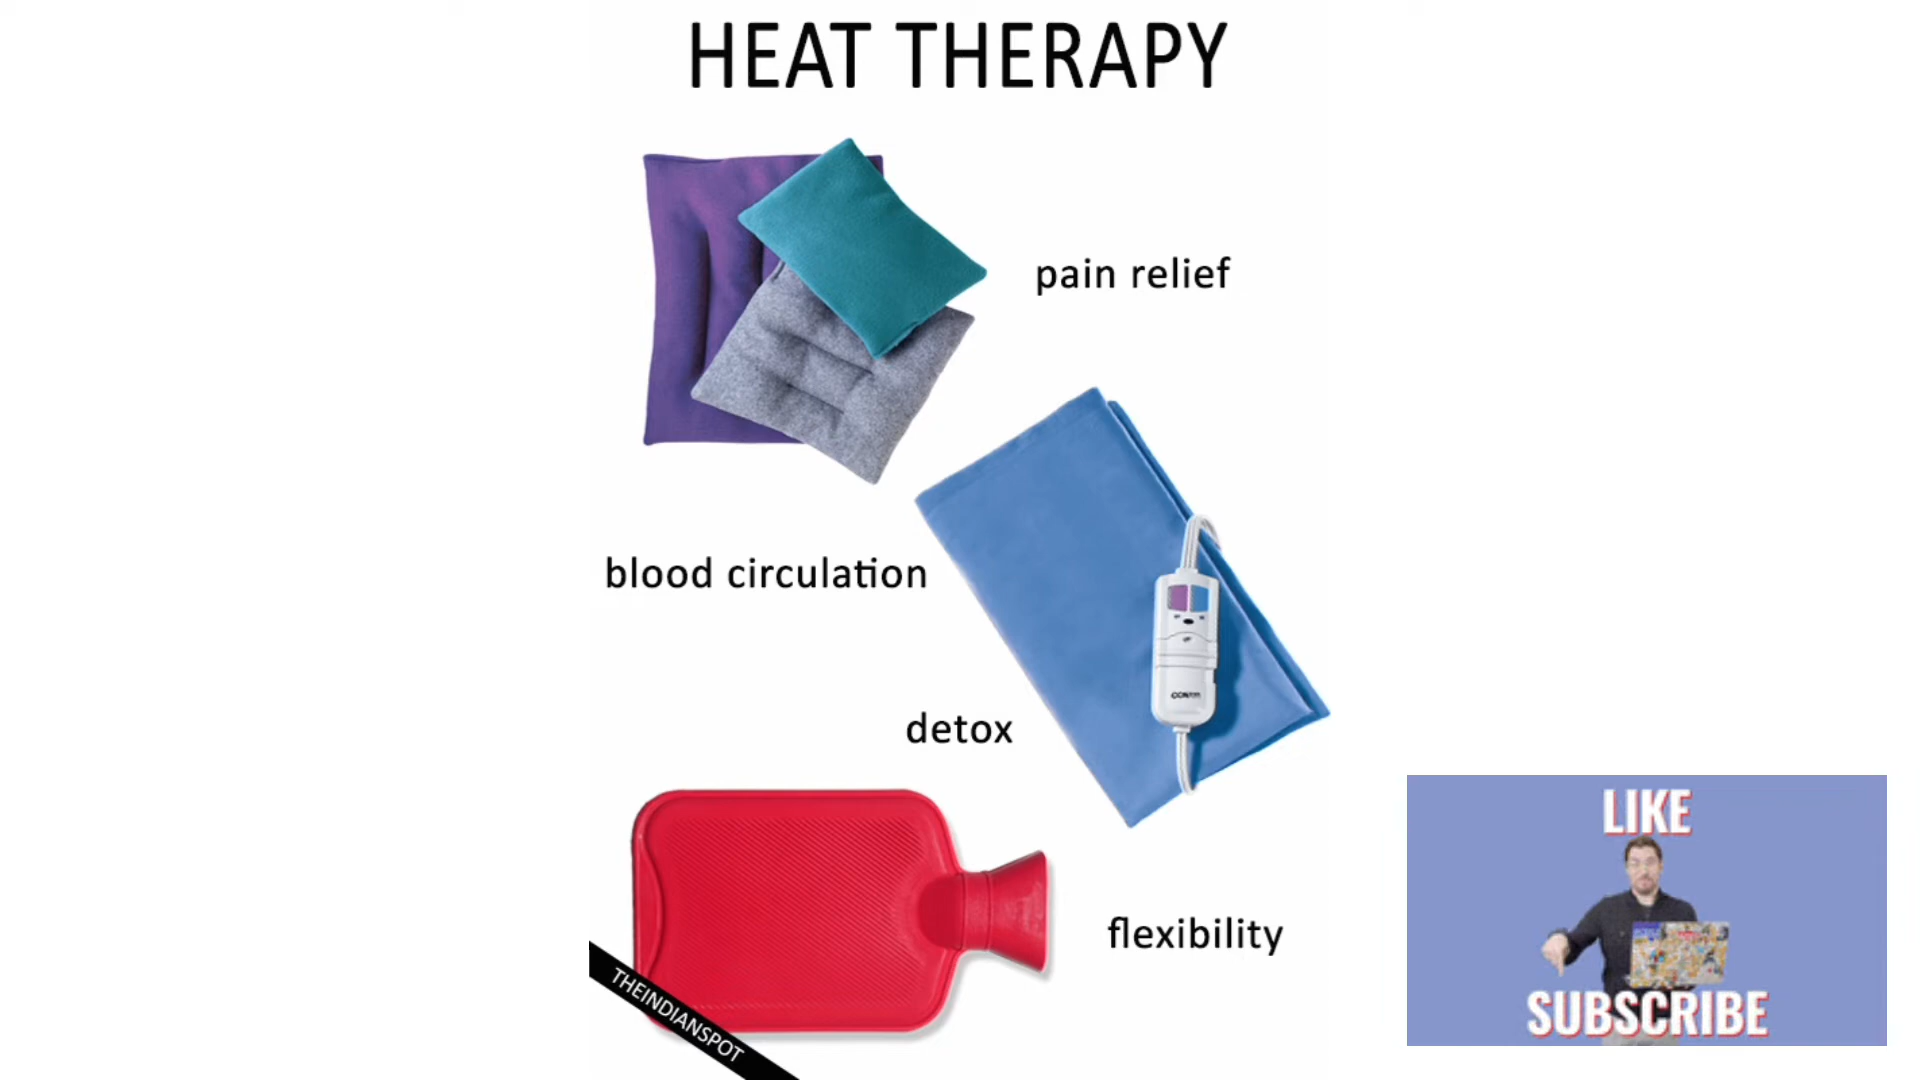 HEAT THERAPY
pain relief
blood circulation
detox
flexibility
THEINDIANSPOT
LIKE
SUBSCRIBE